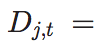 D_{j,t} =